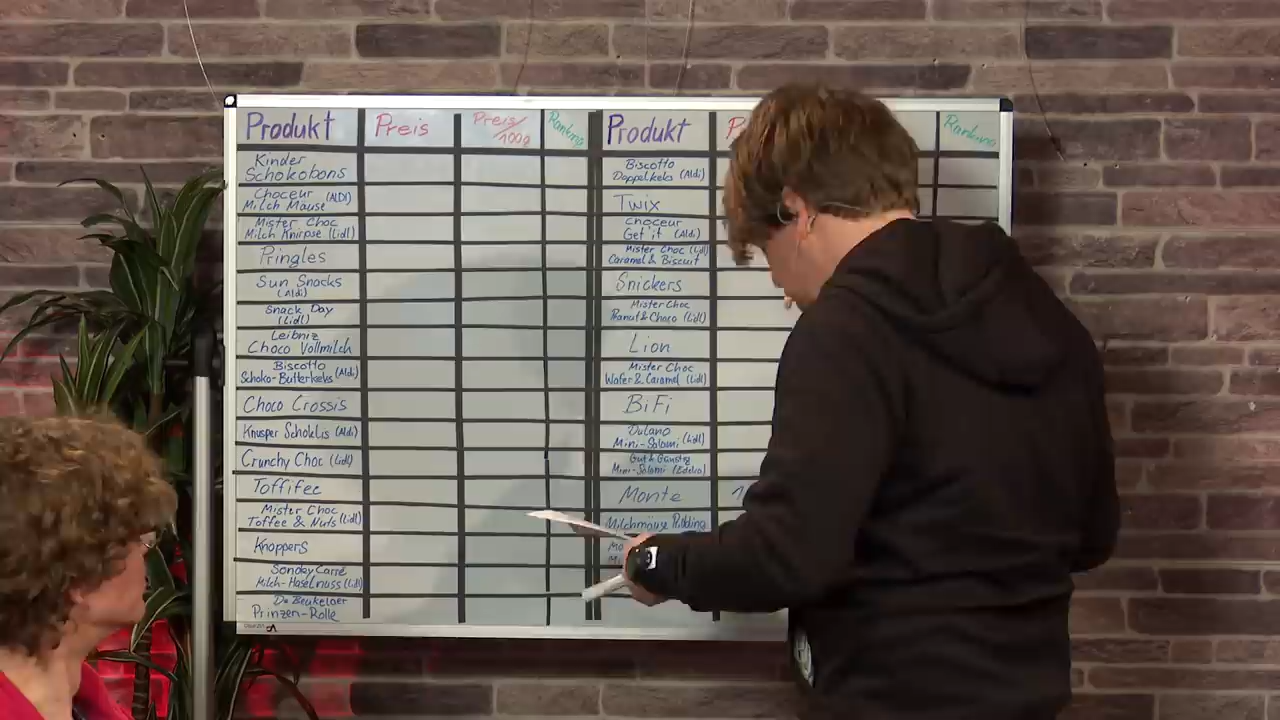 Produkt Preis Preis/100g Ranking Produkt P Ranking
Kinder
Schokobons
Choceur (ALDI)
Milch Mäuse
Mister Choc
Milch Knirpse (Lidl)
Pringles
Sun Snacks
(Aldi)
Snack Day
(Lidl)
Leibniz
Choco Vollmilch
Biscotto
Schoko-Butterkeks (Aldi)
Choco Crossis
Knusper Schoklis (Aldi)
Crunchy Choc (Lidl)
Toffifee
Mister Choc
Toffee & Nuts (Lidl)
Knoppers
Sondey Carré
Milch-Haselnuss (Lidl)
De Beukelaer
Prinzen-Rolle
Biscotto
Doppelkeks (Aldi)
Twix
Choceur
Get it (Aldi)
Mister Choc (Lidl)
Caramel & Biscuit
Snickers
Mister Choc
Peanut & Choco (Lidl)
Lion
Mister Choc
Wafer & Caramel (Lidl)
BiFi
Dulano
Mini-Salami (Lidl)
Gut & Günstig
Mini-Salami (Edeka)
Monte 1
Milchmäuse Pudding